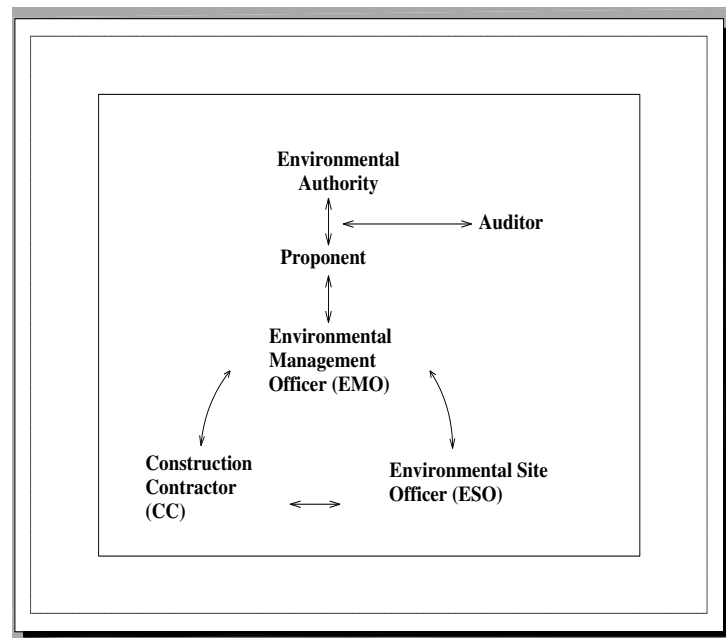 Environmental
Authority
Auditor
Proponent
Environmental
Management
Officer (EMO)
Construction
Contractor
(CC)
Environmental Site
Officer (ESO)